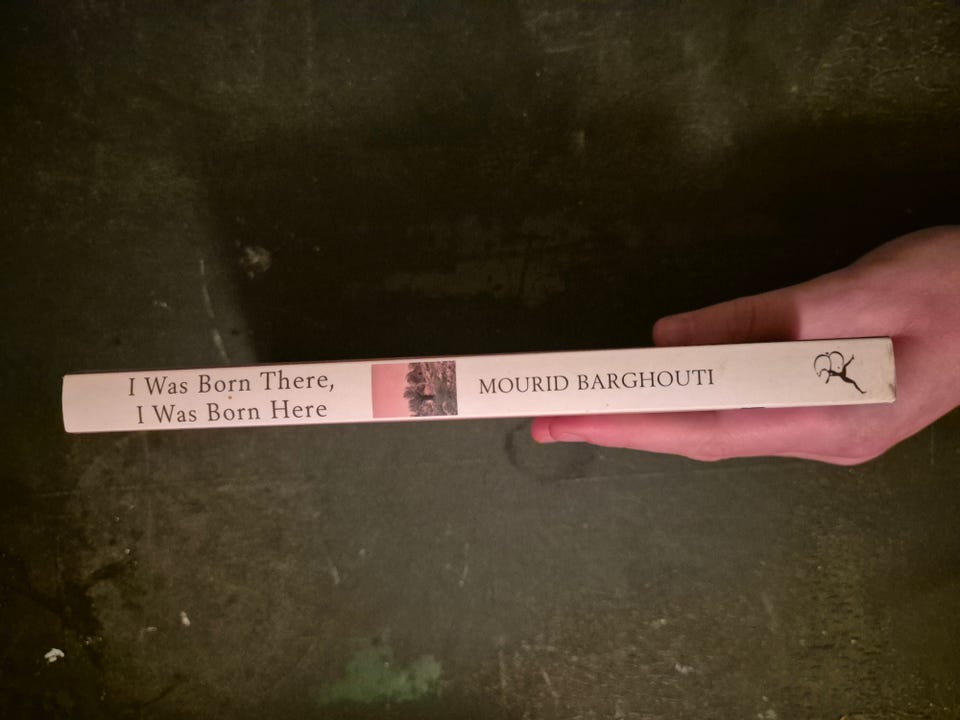 I Was Born There,
I Was Born Here
MOURID BARGHOUTI